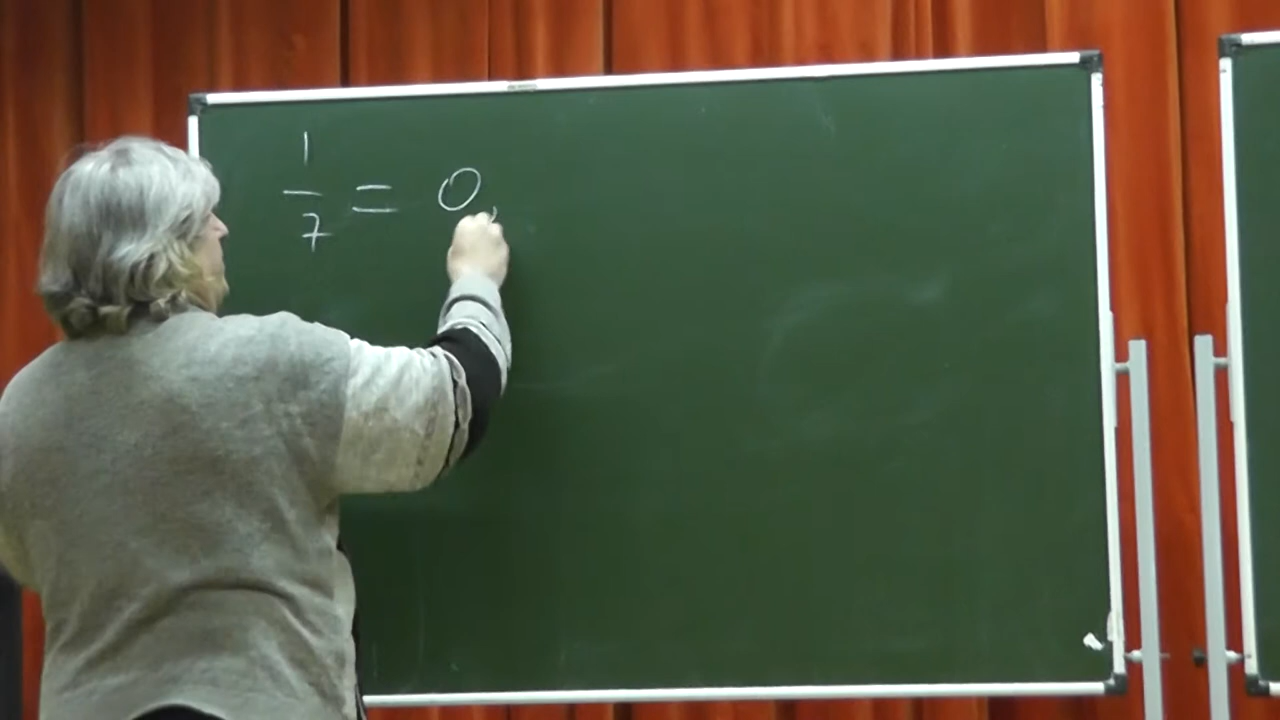 1/7 = 0,